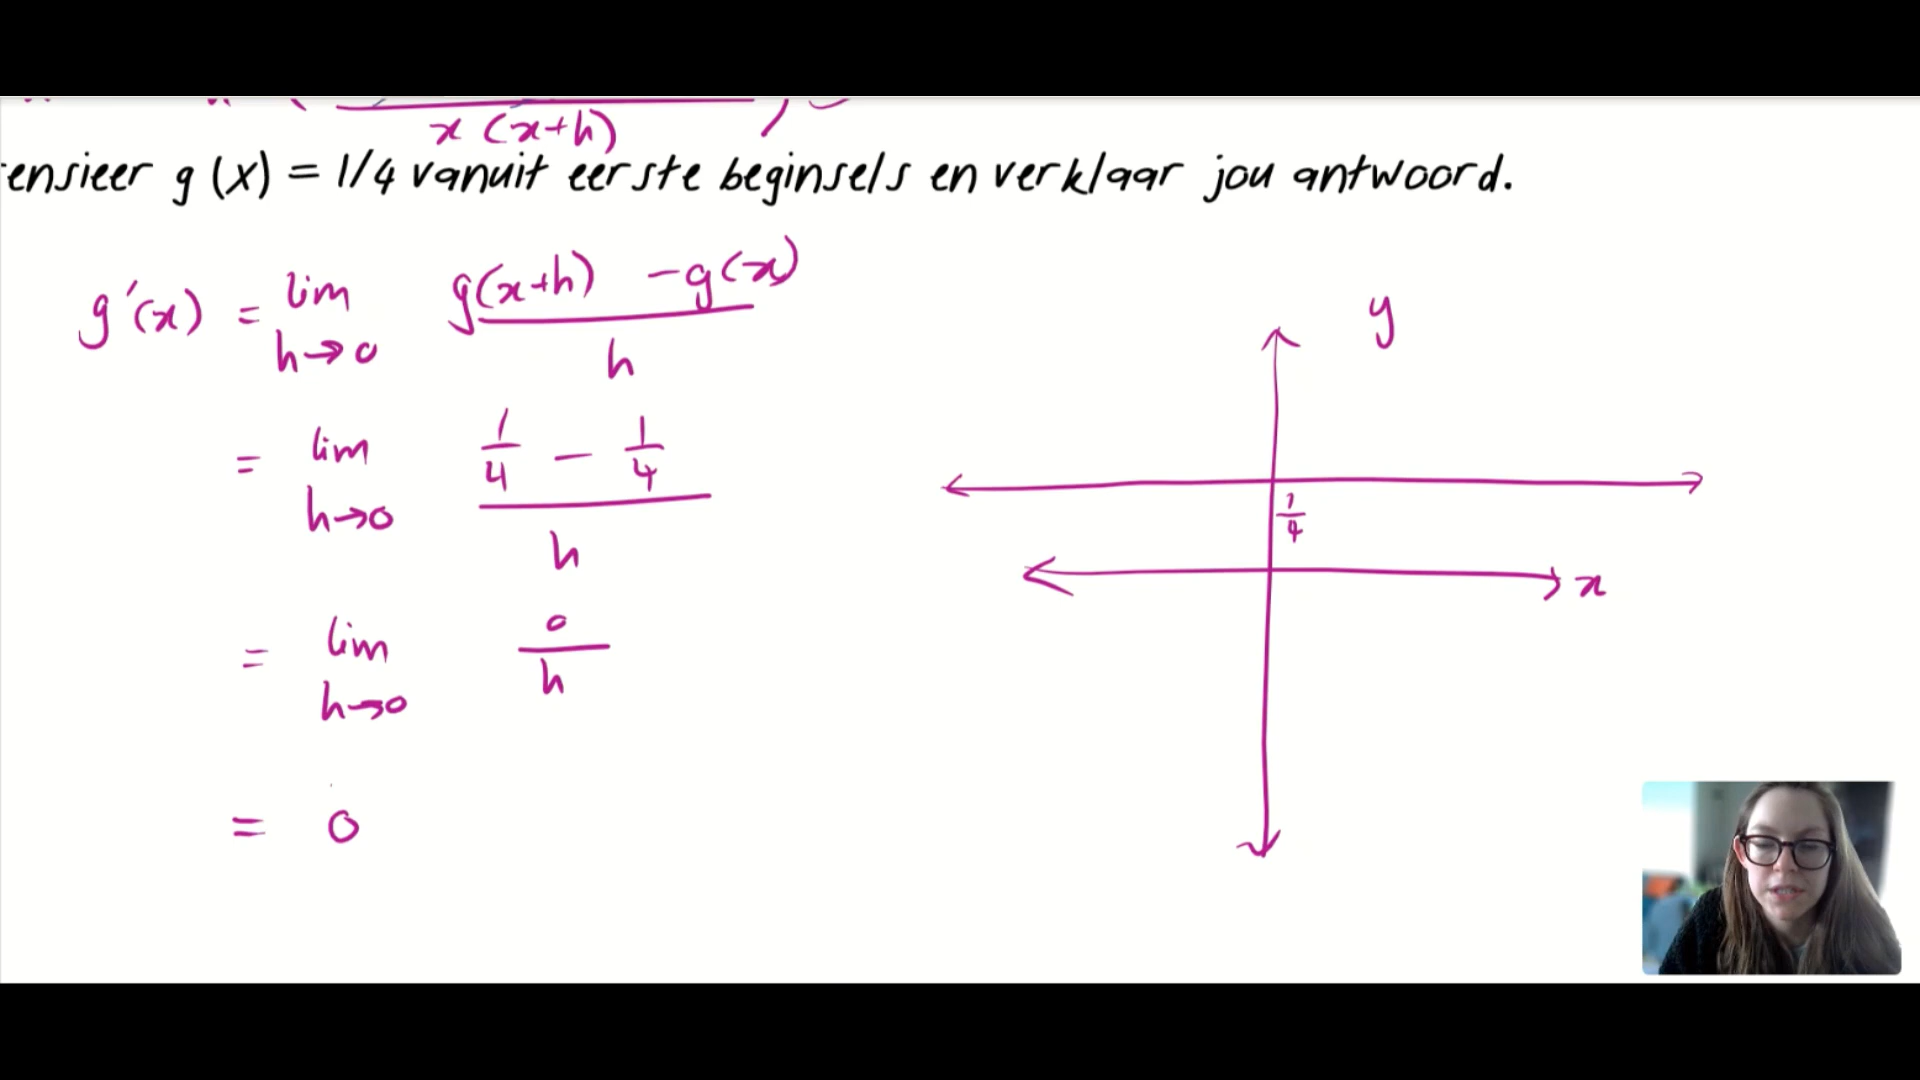 x (x+h)
ensieer g (x) = 1/4 vanuit eerste beginsels en verklaar jou antwoord.
g'(x) = lim h→0 g(x+h) - g(x) / h
= lim h→0 1/4 - 1/4 / h
= lim h→0 0/h
= 0
y
1/4
x